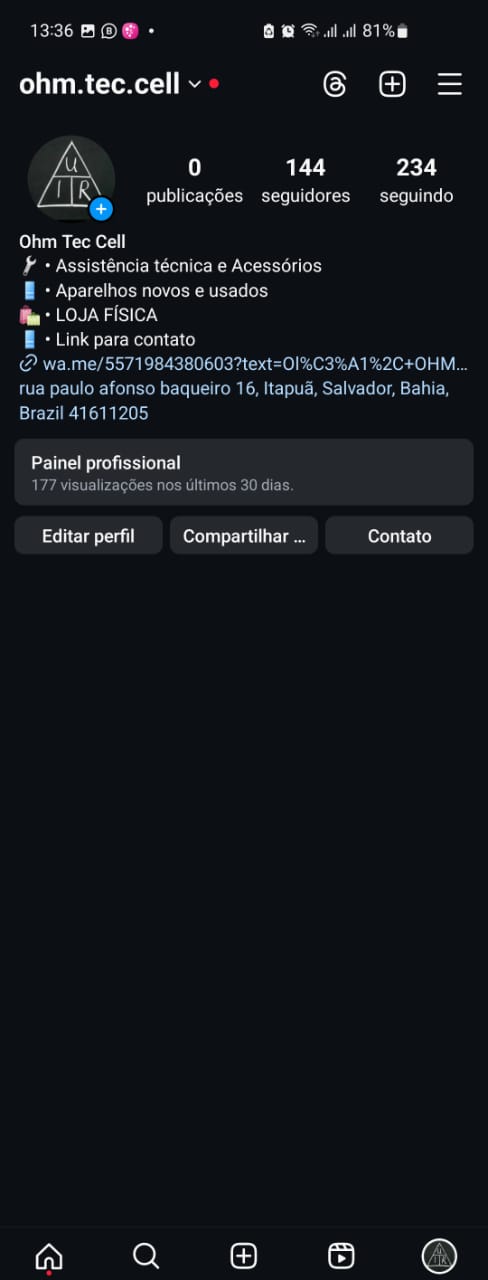 13:36 81%
ohm.tec.cell
U
I R
0 144 234
publicações seguidores seguindo
Ohm Tec Cell
• Assistência técnica e Acessórios
• Aparelhos novos e usados
• LOJA FÍSICA
• Link para contato
wa.me/5571984380603?text=Ol%C3%A1%2C+OHM...
rua paulo afonso baqueiro 16, Itapuã, Salvador, Bahia,
Brazil 41611205
Painel profissional
177 visualizações nos últimos 30 dias.
Editar perfil Compartilhar ... Contato